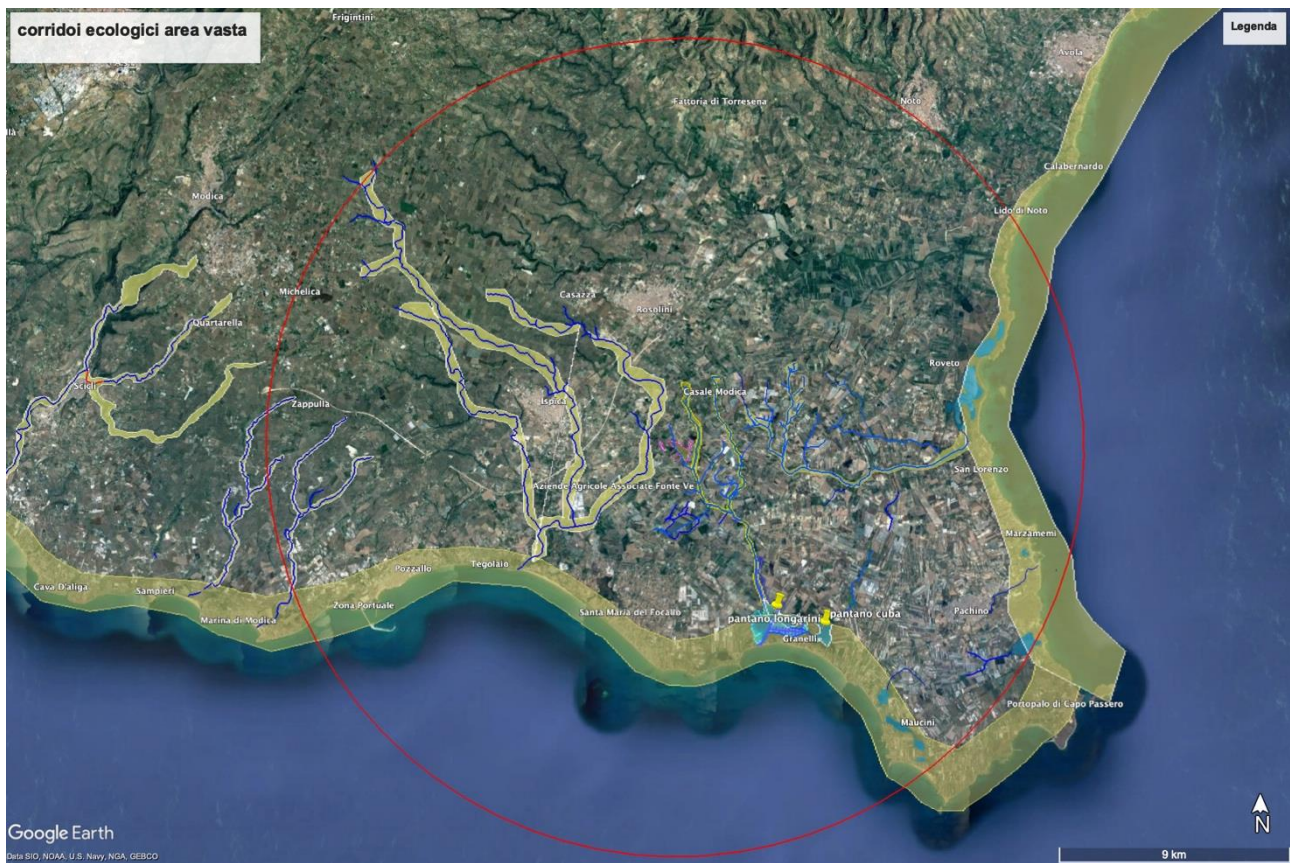 Frigintini
corridoi ecologici area vasta
Legenda
Avola
Fattoria di Torresena
Noto
Calabernardo
Modica
Lido di Noto
Michelica
Casazza
Rosolini
Quartarella
Roveto
Scicli
Casale Modica
Zappulla
Ispica
San Lorenzo
Aziende Agricole Associate Fonte Ve
Marzamemi
Pozzallo
Tegolaio
Cava D'aliga
Sampieri
Zona Portuale
Santa Maria del Focallo
Pachino
Marina di Modica
pantano longarini
pantano cuba
Granelli
Portopalo di Capo Passero
Maucini
Google Earth
N
Data SIO, NOAA, U.S. Navy, NGA, GEBCO
9 km